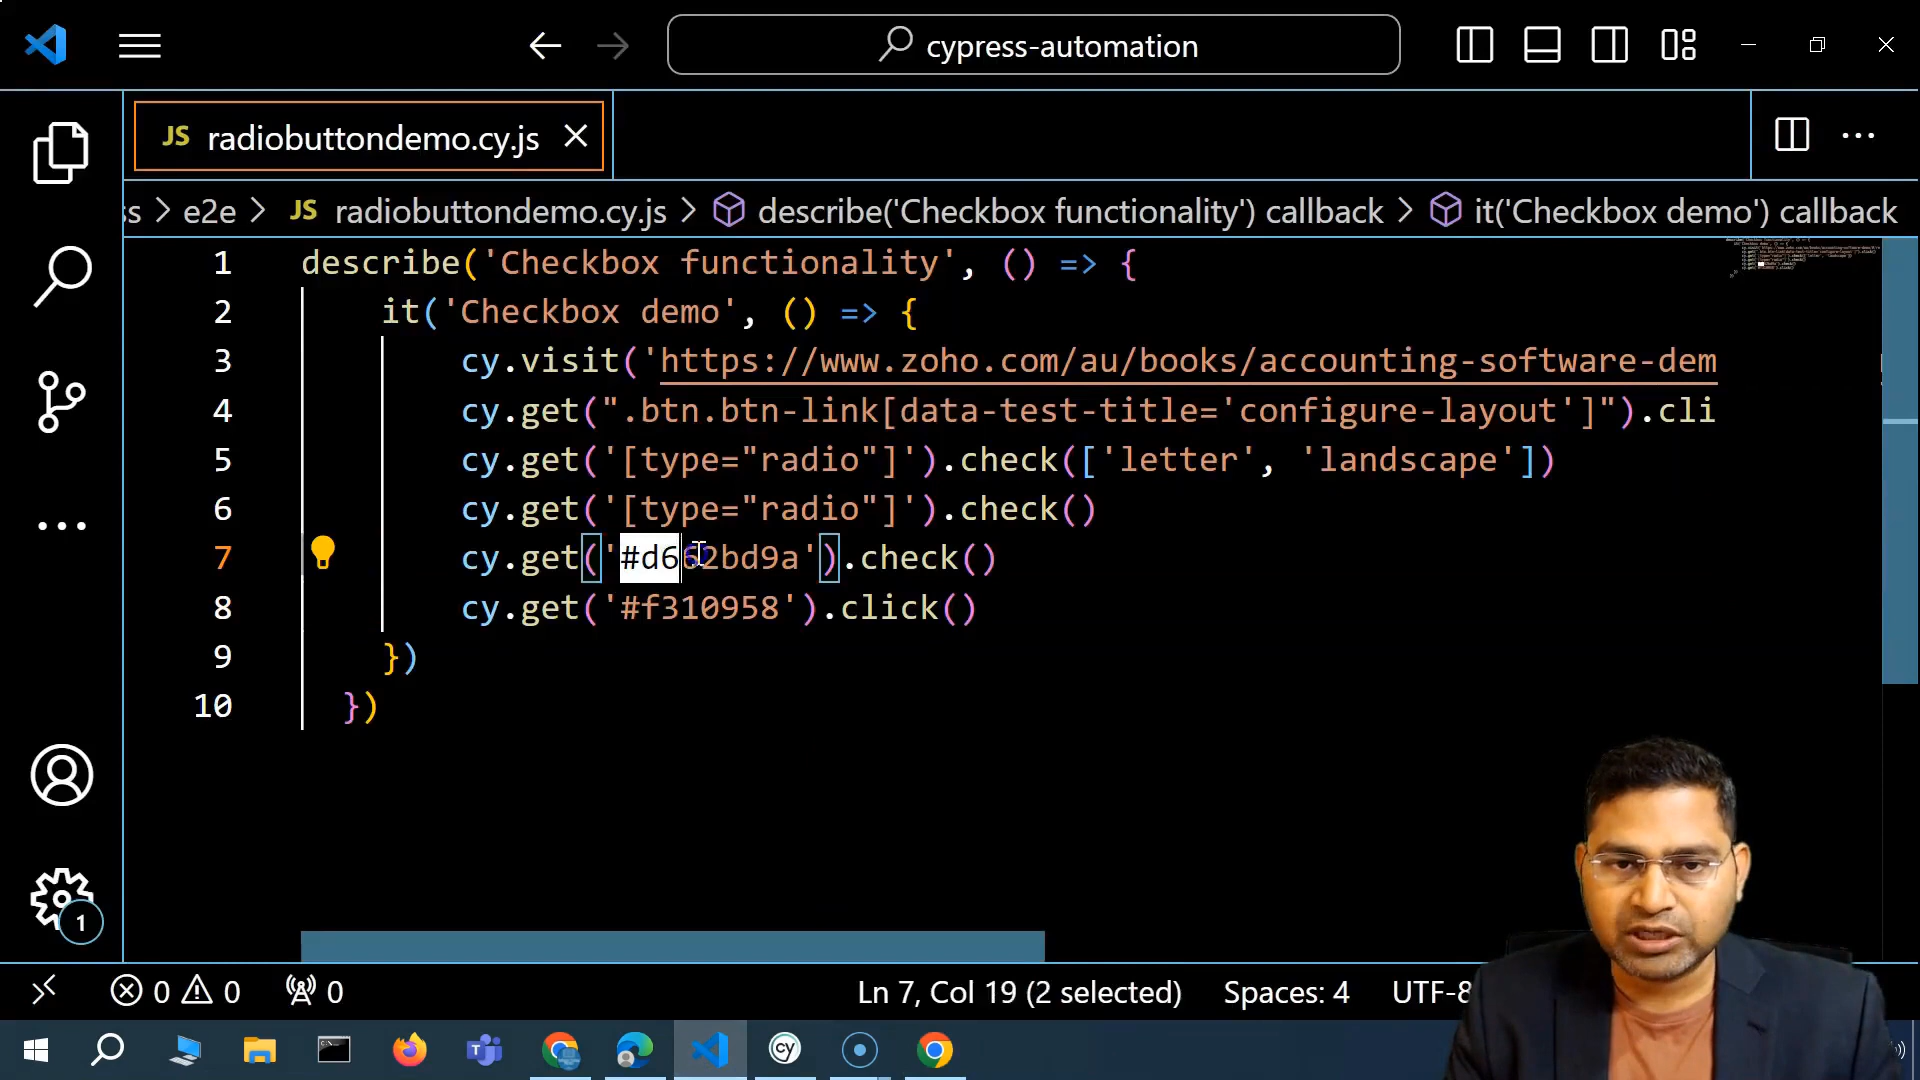 cypress-automation
JS radiobuttondemo.cy.js
ss > e2e > JS radiobuttondemo.cy.js > describe('Checkbox functionality') callback > it('Checkbox demo') callback
1 describe('Checkbox functionality', () => {
2 it('Checkbox demo', () => {
3 cy.visit('https://www.zoho.com/au/books/accounting-software-dem
4 cy.get(".btn.btn-link[data-test-title='configure-layout']").cli
5 cy.get('[type="radio"]').check(['letter', 'landscape'])
6 cy.get('[type="radio"]').check()
7 cy.get('#d662bd9a').check()
8 cy.get('#f310958').click()
9 })
10 })
1
0 0 0 Ln 7, Col 19 (2 selected) Spaces: 4 UTF-8
cy